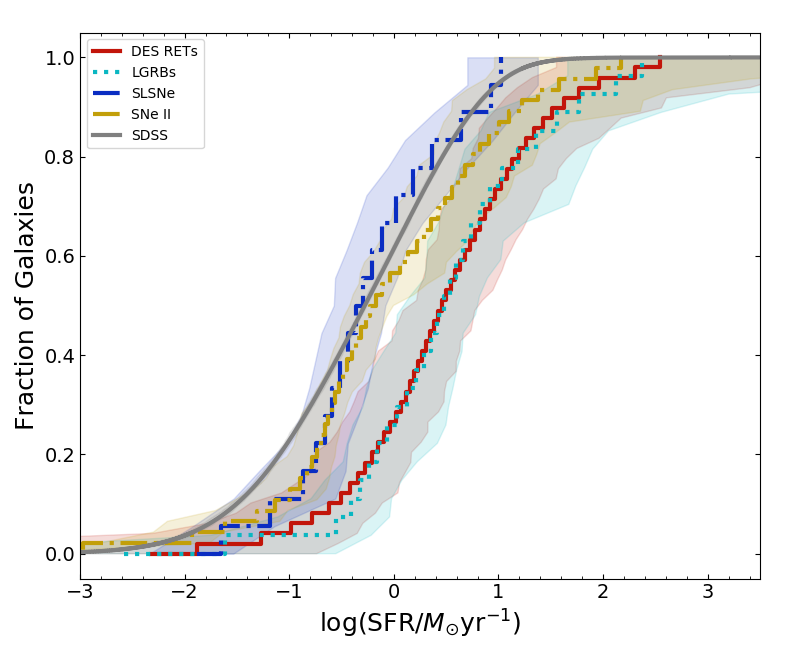 DES RETs
LGRBs
SLSNe
SNe II
SDSS
Fraction of Galaxies
1.0
0.8
0.6
0.4
0.2
0.0
−3 −2 −1 0 1 2 3
log(SFR/M⊙yr⁻¹)